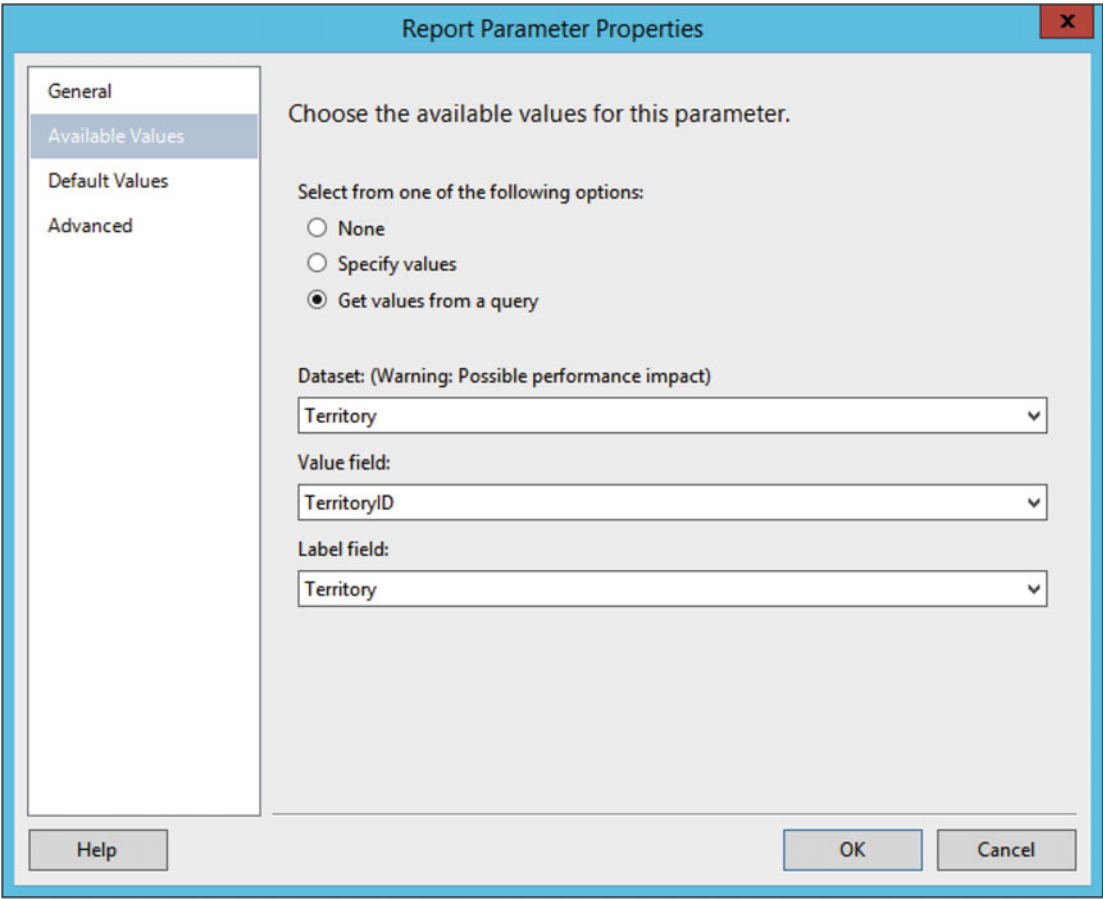 Report Parameter Properties
x
General
Available Values
Default Values
Advanced
Choose the available values for this parameter.
Select from one of the following options:
None
Specify values
Get values from a query
Dataset: (Warning: Possible performance impact)
Territory
Value field:
TerritoryID
Label field:
Territory
Help
OK
Cancel